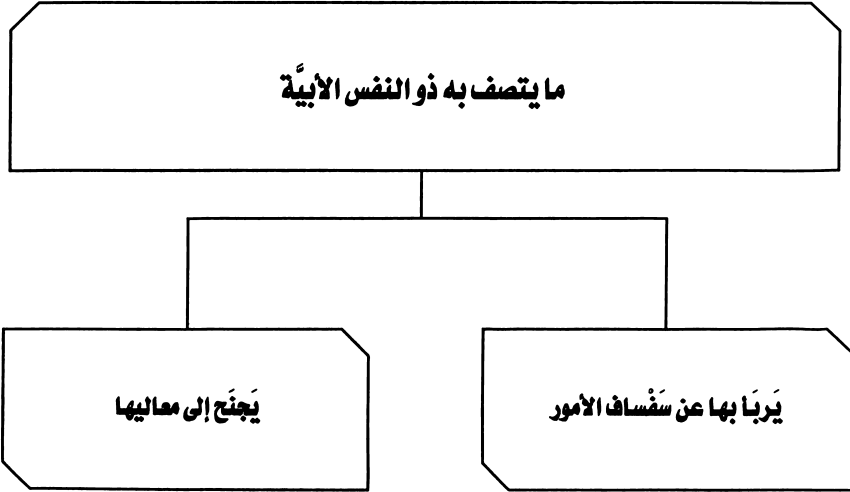 ما يتصف به ذو النفس الأبيَّة
يَربَأ بها عن سَفْساف الأمور
يَجنَح إلى معاليها